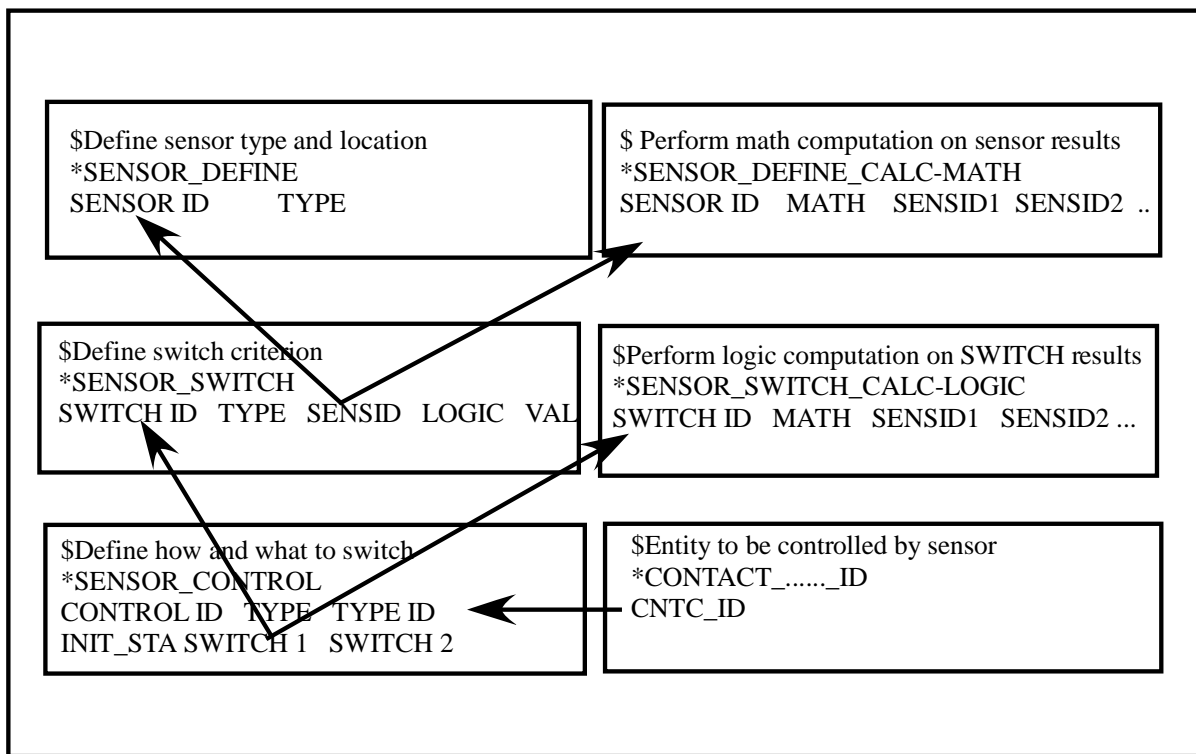 $Define sensor type and location
*SENSOR_DEFINE
SENSOR ID TYPE
$ Perform math computation on sensor results
*SENSOR_DEFINE_CALC-MATH
SENSOR ID MATH SENSID1 SENSID2 ..
$Define switch criterion
*SENSOR_SWITCH
SWITCH ID TYPE SENSID LOGIC VAL
$Perform logic computation on SWITCH results
*SENSOR_SWITCH_CALC-LOGIC
SWITCH ID MATH SENSID1 SENSID2 ...
$Define how and what to switch
*SENSOR_CONTROL
CONTROL ID TYPE TYPE ID
INIT_STA SWITCH 1 SWITCH 2
$Entity to be controlled by sensor
*CONTACT_......_ID
CNTC_ID